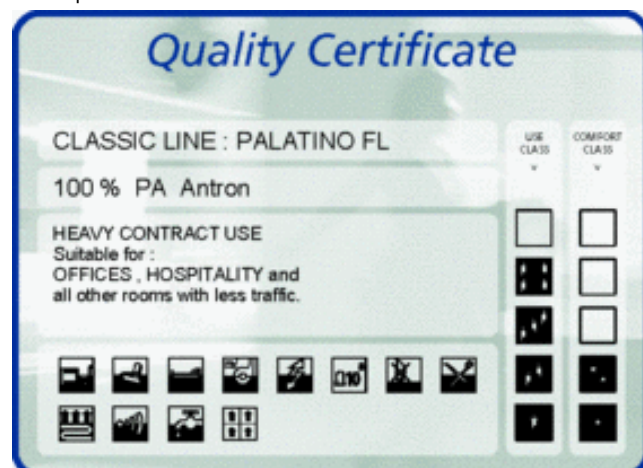 Quality Certificate
CLASSIC LINE : PALATINO FL
USE CLASS
COMFORT CLASS
100 % PA Antron
HEAVY CONTRACT USE
Suitable for :
OFFICES , HOSPITALITY and
all other rooms with less traffic.
Ω10